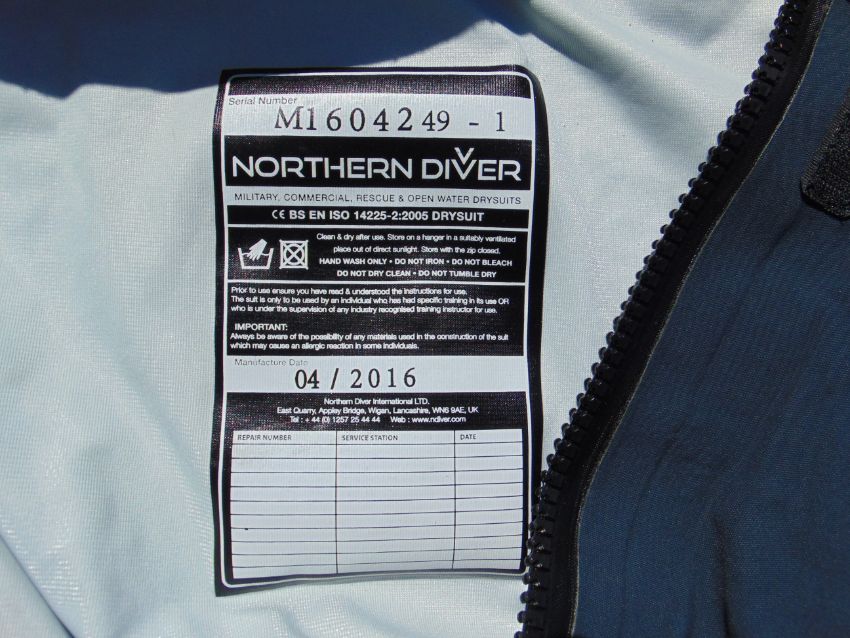 Serial Number
M1604249 - 1
NORTHERN DIVER
MILITARY, COMMERCIAL, RESCUE & OPEN WATER DRYSUITS
CE BS EN ISO 14225-2:2005 DRYSUIT
Clean & dry after use. Store on a hanger in a suitably ventilated
place out of direct sunlight. Store with the zip closed.
HAND WASH ONLY • DO NOT IRON • DO NOT BLEACH
DO NOT DRY CLEAN • DO NOT TUMBLE DRY
Prior to use ensure you have read & understood the instructions for use.
The suit is only to be used by an individual who has had specific training in its use OR
who is under the supervision of any industry recognised training instructor for use.
IMPORTANT:
Always be aware of the possibility of any materials used in the construction of the suit
which may cause an allergic reaction in some individuals.
Manufacture Date
04 / 2016
Northern Diver International LTD.
East Quarry, Appley Bridge, Wigan, Lancashire, WN6 9AE, UK
Tel : + 44 (0) 1257 25 44 44 Web : www.ndiver.com
REPAIR NUMBER SERVICE STATION DATE